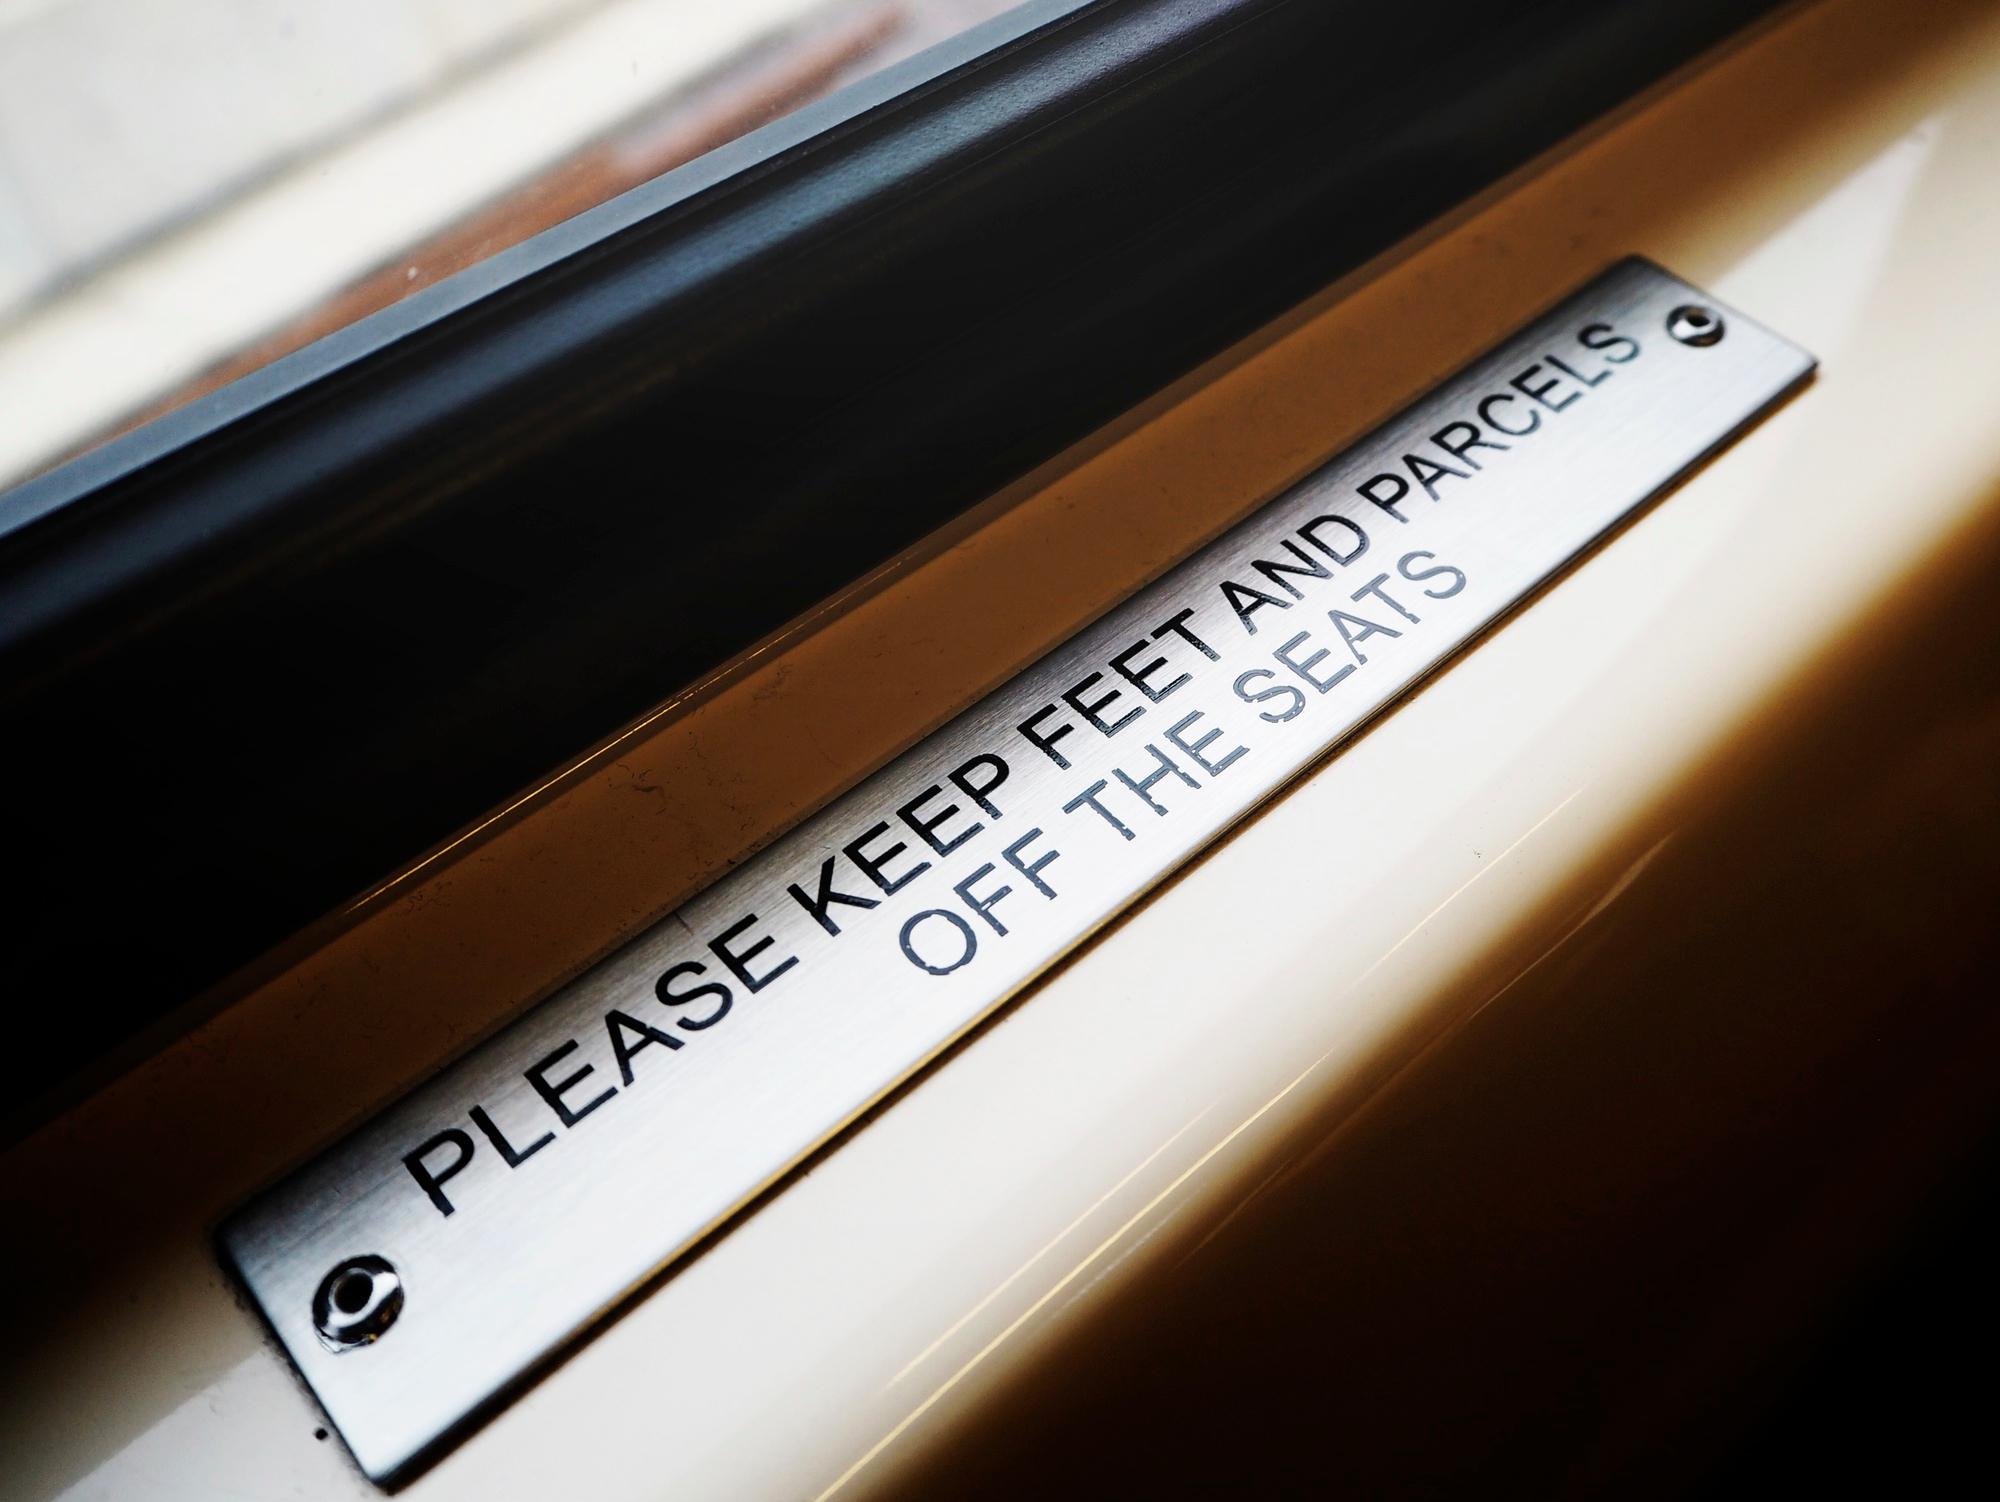 PLEASE KEEP FEET AND PARCELS
OFF THE SEATS